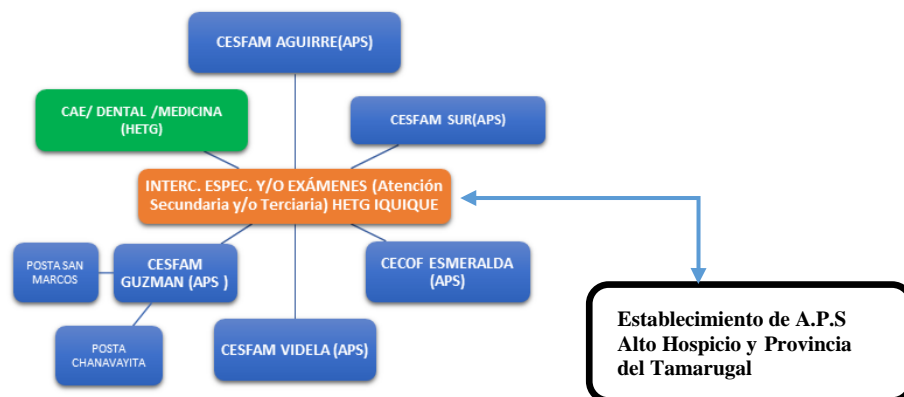 CESFAM AGUIRRE(APS)
CAE/ DENTAL /MEDICINA
(HETG)
CESFAM SUR(APS)
INTERC. ESPEC. Y/O EXÁMENES (Atención
Secundaria y/o Terciaria) HETG IQUIQUE
POSTA SAN
MARCOS
CESFAM
GUZMAN (APS )
CECOF ESMERALDA
(APS)
POSTA
CHANAVAYITA
CESFAM VIDELA (APS)
Establecimiento de A.P.S
Alto Hospicio y Provincia
del Tamarugal